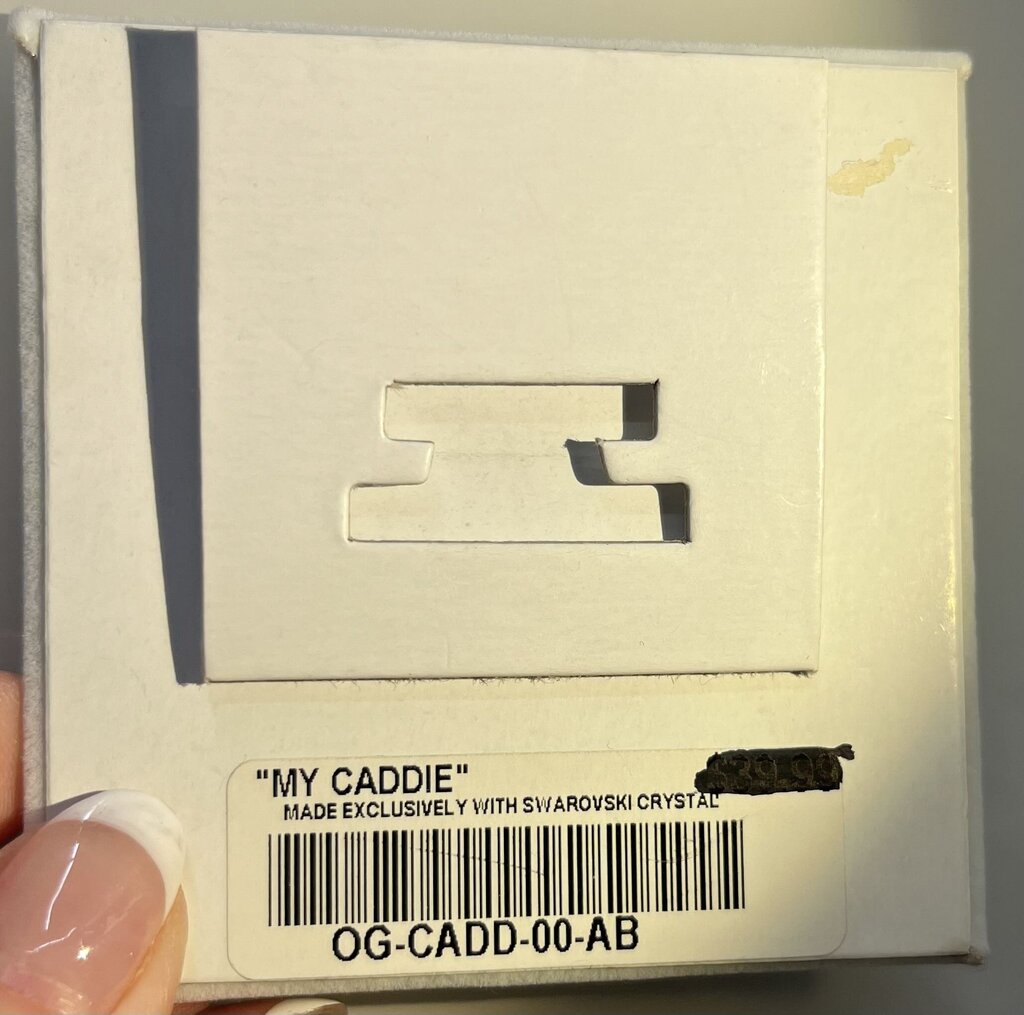 "MY CADDIE"
MADE EXCLUSIVELY WITH SWAROVSKI CRYSTAL
OG-CADD-00-AB